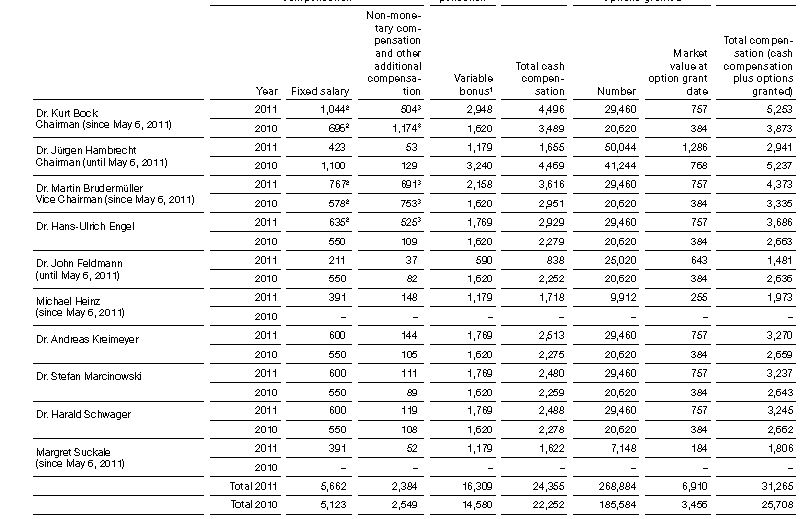 Non-mone-
tary com-
pensation
and other
additional
compensa-
tion
Market
value at
option grant
date
Total compen-
sation (cash
compensation
plus options
granted)
Total cash
compen-
sation
Variable
bonus¹
Year Fixed salary Number
Dr. Kurt Bock
Chairman (since May 6, 2011)
2011 1,044² 504³ 2,948 4,496 29,460 757 5,253
2010 695² 1,174³ 1,620 3,489 20,620 384 3,873
Dr. Jürgen Hambrecht
Chairman (until May 6, 2011)
2011 423 53 1,179 1,655 50,044 1,286 2,941
2010 1,100 129 3,240 4,469 41,244 768 5,237
Dr. Martin Brudermüller
Vice Chairman (since May 6, 2011)
2011 767² 691³ 2,158 3,616 29,460 757 4,373
2010 578² 753³ 1,620 2,951 20,620 384 3,335
Dr. Hans-Ulrich Engel
2011 635² 525³ 1,769 2,929 29,460 757 3,686
2010 550 109 1,620 2,279 20,620 384 2,663
Dr. John Feldmann
(until May 6, 2011)
2011 211 37 590 838 25,020 643 1,481
2010 550 82 1,620 2,252 20,620 384 2,636
Michael Heinz
(since May 6, 2011)
2011 391 148 1,179 1,718 9,912 255 1,973
2010 – – – – – – –
Dr. Andreas Kreimeyer
2011 600 144 1,769 2,513 29,460 757 3,270
2010 550 105 1,620 2,275 20,620 384 2,659
Dr. Stefan Marcinowski
2011 600 111 1,769 2,480 29,460 757 3,237
2010 550 89 1,620 2,259 20,620 384 2,643
Dr. Harald Schwager
2011 600 119 1,769 2,488 29,460 757 3,245
2010 550 108 1,620 2,278 20,620 384 2,662
Margret Suckale
(since May 6, 2011)
2011 391 52 1,179 1,622 7,148 184 1,806
2010 – – – – – – –
Total 2011 5,662 2,384 16,309 24,355 268,884 6,910 31,265
Total 2010 5,123 2,549 14,580 22,252 185,584 3,456 25,708